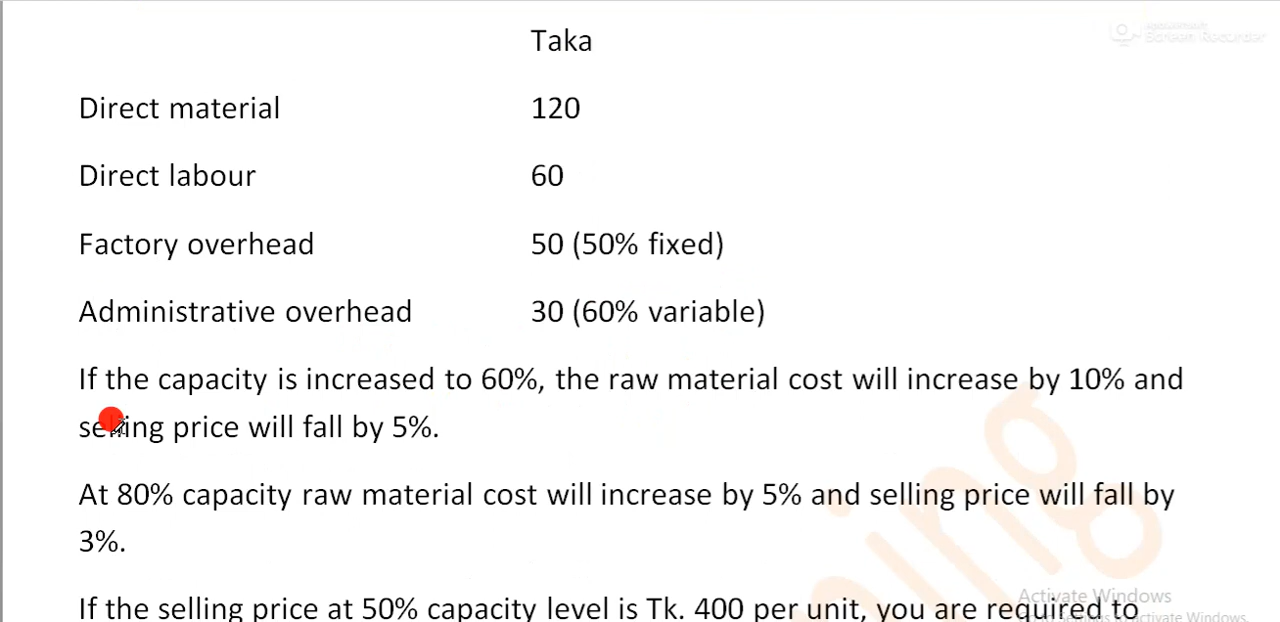 Taka
Screen Recorder
Direct material 120
Direct labour 60
Factory overhead 50 (50% fixed)
Administrative overhead 30 (60% variable)
If the capacity is increased to 60%, the raw material cost will increase by 10% and
selling price will fall by 5%.
At 80% capacity raw material cost will increase by 5% and selling price will fall by
3%.
Activate Windows
If the selling price at 50% capacity level is Tk. 400 per unit, you are required to